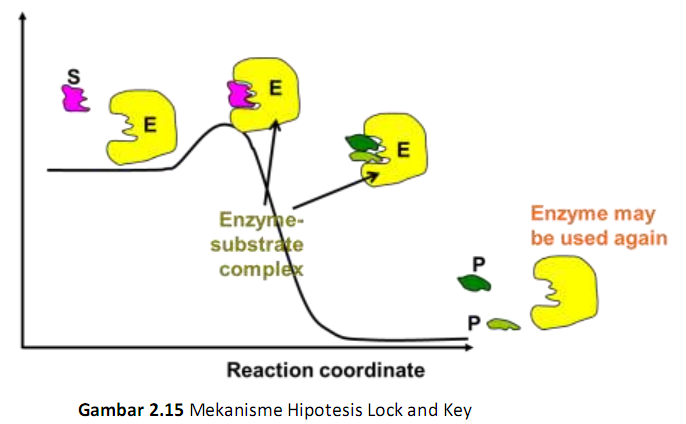 S
E
E
E
Enzyme-
substrate
complex
Enzyme may
be used again
P
P
Reaction coordinate
Gambar 2.15 Mekanisme Hipotesis Lock and Key